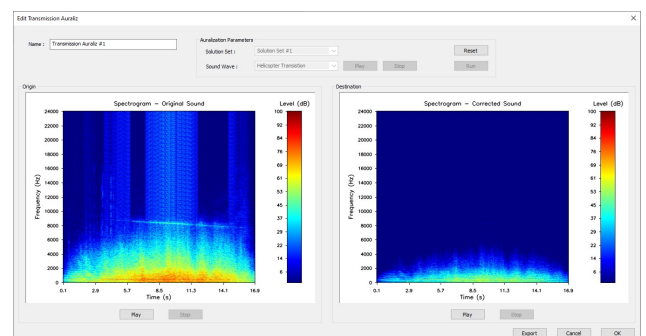 Edit Transmission Auraliz
Name : Transmission Auraliz #1
Auralization Parameters
Solution Set : Solution Set #1 Reset
Sound Wave : Helicopter Transition Play Stop Run
Origin
Spectrogram - Original Sound Level (dB)
24000
22000
20000
18000
16000
14000
12000
10000
8000
6000
4000
2000
0
Frequency (Hz)
0.1 2.9 5.7 8.5 11.3 14.1 16.9
Time (s)
100
92
84
76
69
61
53
45
37
29
22
14
6
Play Stop
Destination
Spectrogram - Corrected Sound Level (dB)
24000
22000
20000
18000
16000
14000
12000
10000
8000
6000
4000
2000
0
Frequency (Hz)
0.1 2.9 5.7 8.5 11.3 14.1 16.9
Time (s)
100
92
84
76
69
61
53
45
37
29
22
14
6
Play Stop
Export Cancel OK